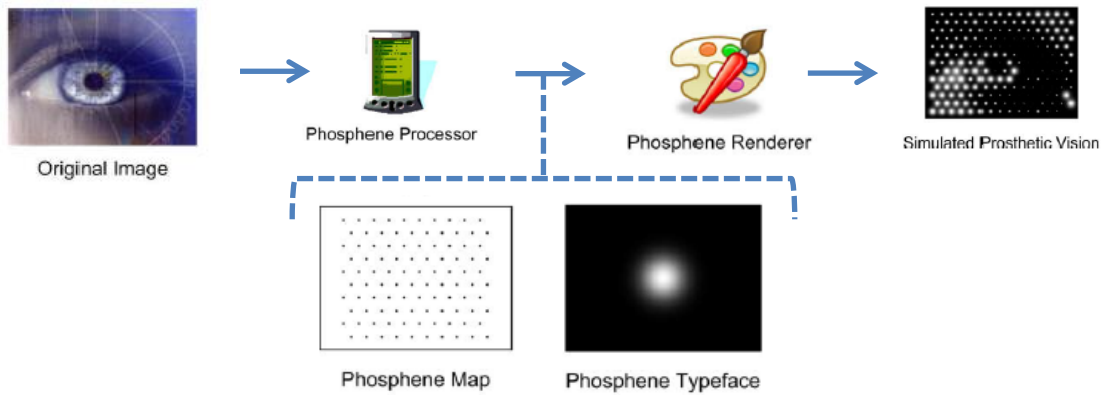 Original Image
Phosphene Processor
Phosphene Renderer
Simulated Prosthetic Vision
Phosphene Map
Phosphene Typeface